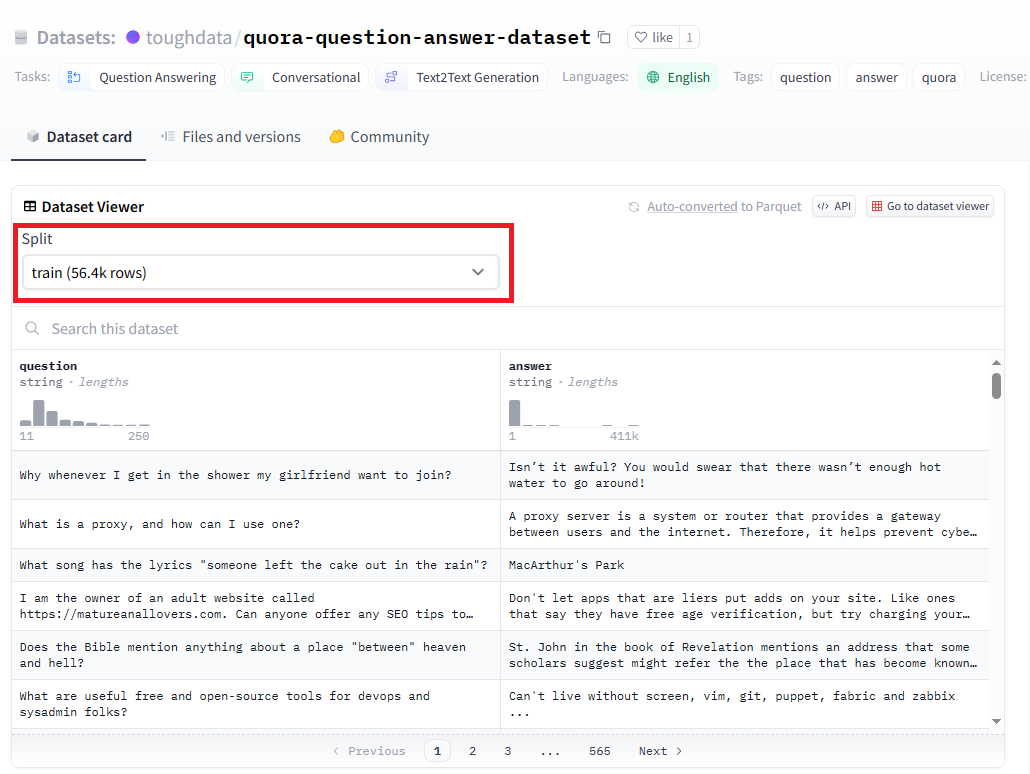 Datasets: toughdata/quora-question-answer-dataset like 1
Tasks: Question Answering Conversational Text2Text Generation Languages: English Tags: question answer quora License:
Dataset card Files and versions Community
Dataset Viewer Auto-converted to Parquet </> API Go to dataset viewer
Split
train (56.4k rows)
Search this dataset
question
string · lengths
11 250
answer
string · lengths
1 411k
Why whenever I get in the shower my girlfriend want to join?
Isn’t it awful? You would swear that there wasn’t enough hot
water to go around!
What is a proxy, and how can I use one?
A proxy server is a system or router that provides a gateway
between users and the internet. Therefore, it helps prevent cybe…
What song has the lyrics "someone left the cake out in the rain"?
MacArthur's Park
I am the owner of an adult website called
https://matureanallovers.com. Can anyone offer any SEO tips to…
Don't let apps that are liers put adds on your site. Like ones
that say they have free age verification, but try charging your…
Does the Bible mention anything about a place "between" heaven
and hell?
St. John in the book of Revelation mentions an address that some
scholars suggest might refer the the place that has become known…
What are useful free and open-source tools for devops and
sysadmin folks?
Can't live without screen, vim, git, puppet, fabric and zabbix
...
< Previous 1 2 3 ... 565 Next >